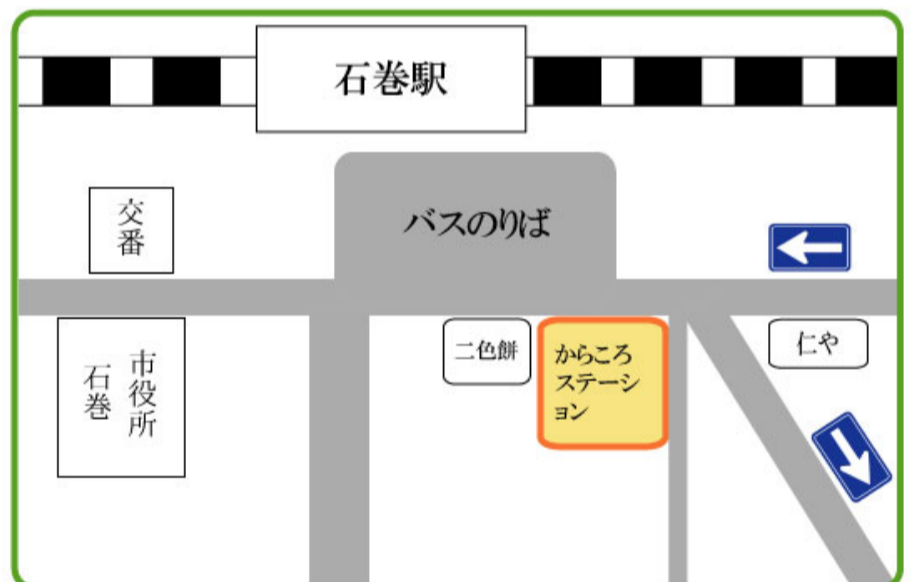 石巻駅
バスのりば
交番
二色餅
からころ
ステーシ
ョン
仁や
石巻
市役所